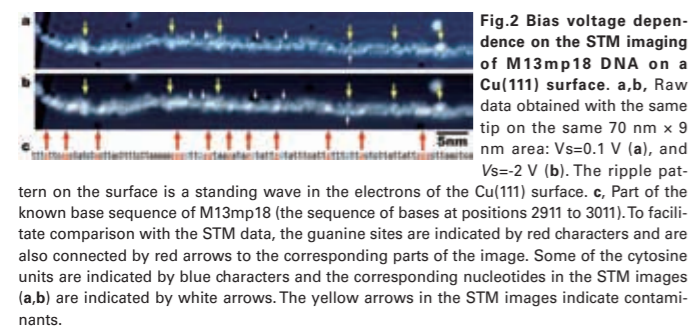 a
b
c
5nm
Fig.2 Bias voltage depen-
dence on the STM imaging
of M13mp18 DNA on a
Cu(111) surface. a,b, Raw
data obtained with the same
tip on the same 70 nm × 9
nm area: Vs=0.1 V (a), and
Vs=-2 V (b). The ripple pat-
tern on the surface is a standing wave in the electrons of the Cu(111) surface. c, Part of the
known base sequence of M13mp18 (the sequence of bases at positions 2911 to 3011).To facili-
tate comparison with the STM data, the guanine sites are indicated by red characters and are
also connected by red arrows to the corresponding parts of the image. Some of the cytosine
units are indicated by blue characters and the corresponding nucleotides in the STM images
(a,b) are indicated by white arrows. The yellow arrows in the STM images indicate contami-
nants.